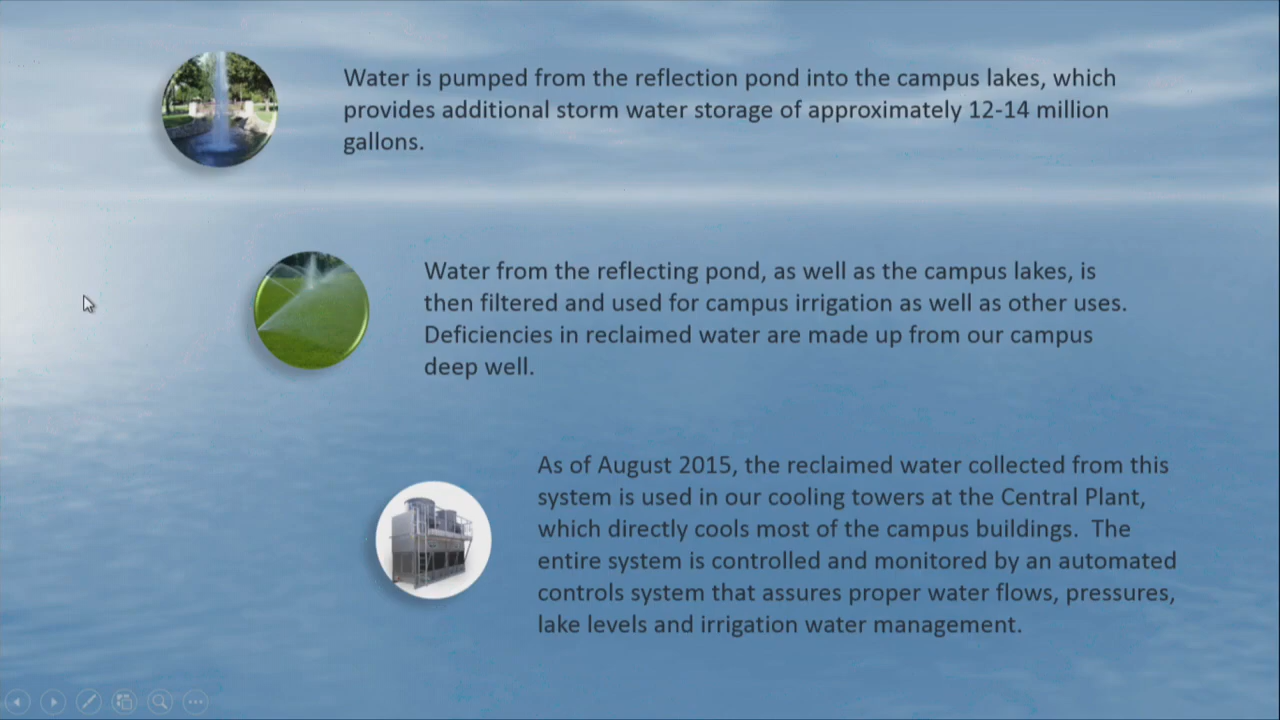 Water is pumped from the reflection pond into the campus lakes, which
provides additional storm water storage of approximately 12-14 million
gallons.
Water from the reflecting pond, as well as the campus lakes, is
then filtered and used for campus irrigation as well as other uses.
Deficiencies in reclaimed water are made up from our campus
deep well.
As of August 2015, the reclaimed water collected from this
system is used in our cooling towers at the Central Plant,
which directly cools most of the campus buildings.  The
entire system is controlled and monitored by an automated
controls system that assures proper water flows, pressures,
lake levels and irrigation water management.